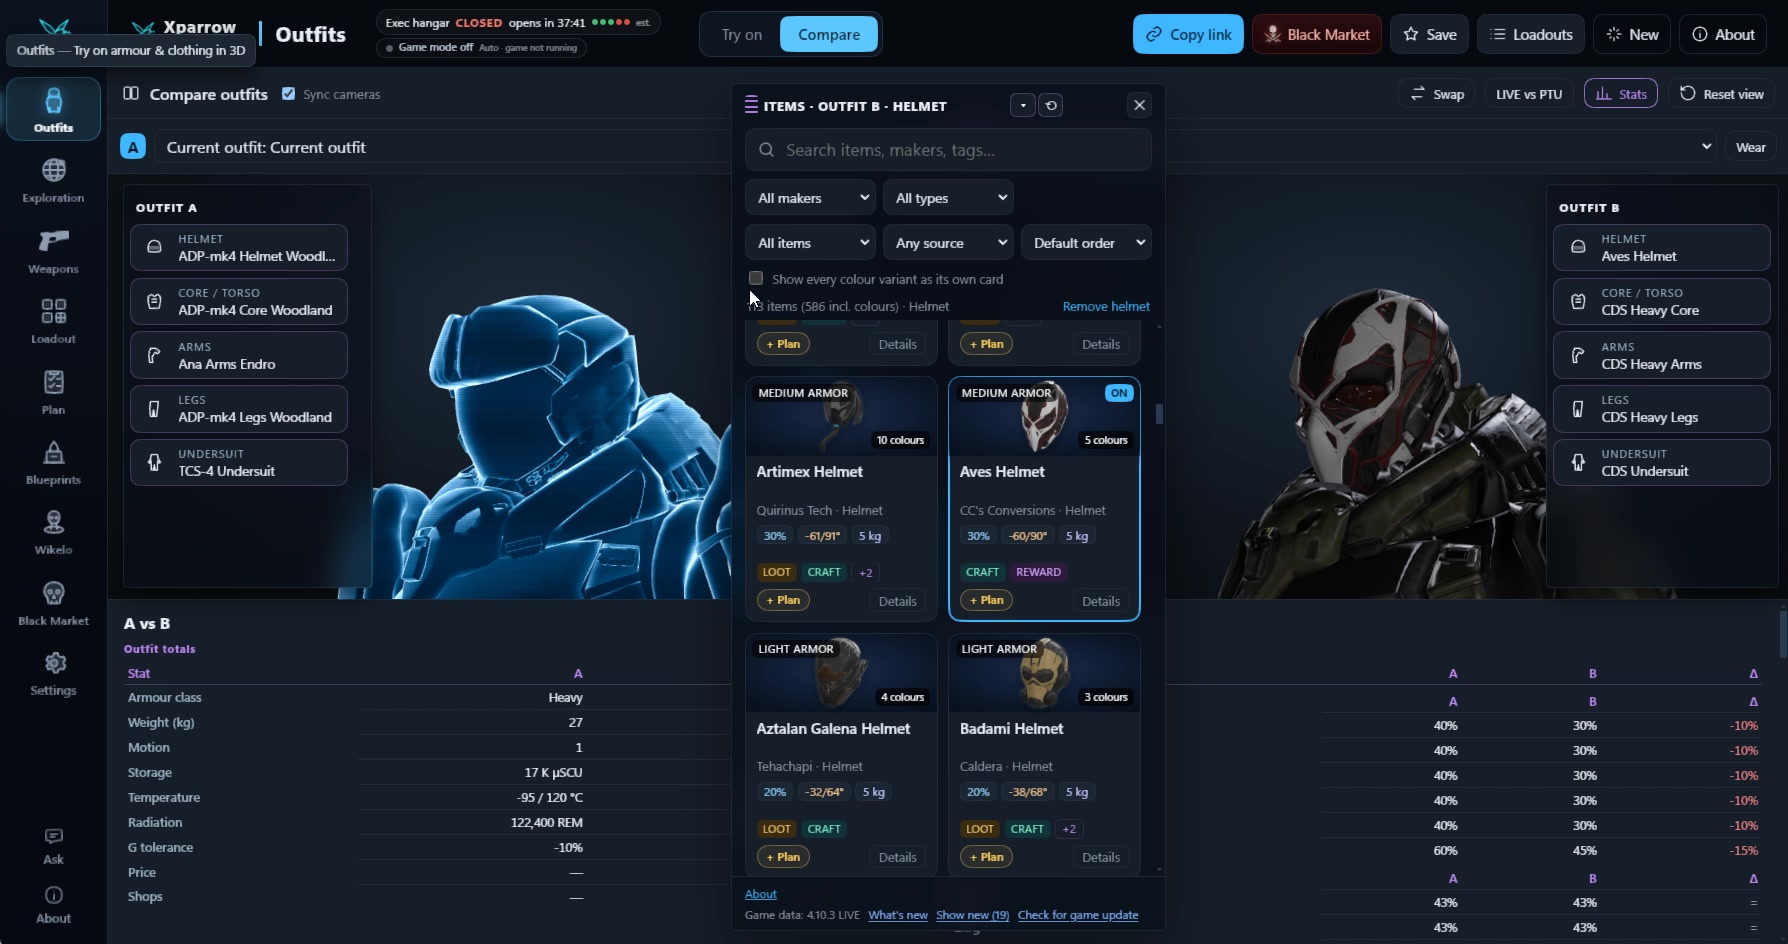 Xparrow
Outfits — Try on armour & clothing in 3D
Outfits
Exec hangar CLOSED opens in 37:41 est.
Game mode off Auto · game not running
Try on
Compare
Copy link
Black Market
Save
Loadouts
New
About
Outfits
Exploration
Weapons
Loadout
Plan
Blueprints
Wikelo
Black Market
Settings
Ask
About
Compare outfits
Sync cameras
Swap
LIVE vs PTU
Stats
Reset view
A
Current outfit: Current outfit
Wear
OUTFIT A
HELMET
ADP-mk4 Helmet Woodl...
CORE / TORSO
ADP-mk4 Core Woodland
ARMS
Ana Arms Endro
LEGS
ADP-mk4 Legs Woodland
UNDERSUIT
TCS-4 Undersuit
ITEMS · OUTFIT B · HELMET
Search items, makers, tags...
All makers
All types
All items
Any source
Default order
Show every colour variant as its own card
items (586 incl. colours) · Helmet
Remove helmet
+ Plan
Details
+ Plan
Details
MEDIUM ARMOR
10 colours
Artimex Helmet
Quirinus Tech · Helmet
30% -61/91° 5 kg
LOOT CRAFT +2
+ Plan
Details
MEDIUM ARMOR
ON
5 colours
Aves Helmet
CC's Conversions · Helmet
30% -60/90° 5 kg
CRAFT REWARD
+ Plan
Details
LIGHT ARMOR
4 colours
Aztalan Galena Helmet
Tehachapi · Helmet
20% -32/64° 5 kg
LOOT CRAFT
+ Plan
Details
LIGHT ARMOR
3 colours
Badami Helmet
Caldera · Helmet
20% -38/68° 5 kg
LOOT CRAFT +2
+ Plan
Details
About
Game data: 4.10.3 LIVE What's new Show new (19) Check for game update
OUTFIT B
HELMET
Aves Helmet
CORE / TORSO
CDS Heavy Core
ARMS
CDS Heavy Arms
LEGS
CDS Heavy Legs
UNDERSUIT
CDS Undersuit
A vs B
Outfit totals
Stat A
Armour class Heavy
Weight (kg) 27
Motion 1
Storage 17 K µSCU
Temperature -95 / 120 °C
Radiation 122,400 REM
G tolerance -10%
Price —
Shops —
A B Δ
A B Δ
40% 30% -10%
40% 30% -10%
40% 30% -10%
40% 30% -10%
40% 30% -10%
60% 45% -15%
A B Δ
43% 43% =
43% 43% =